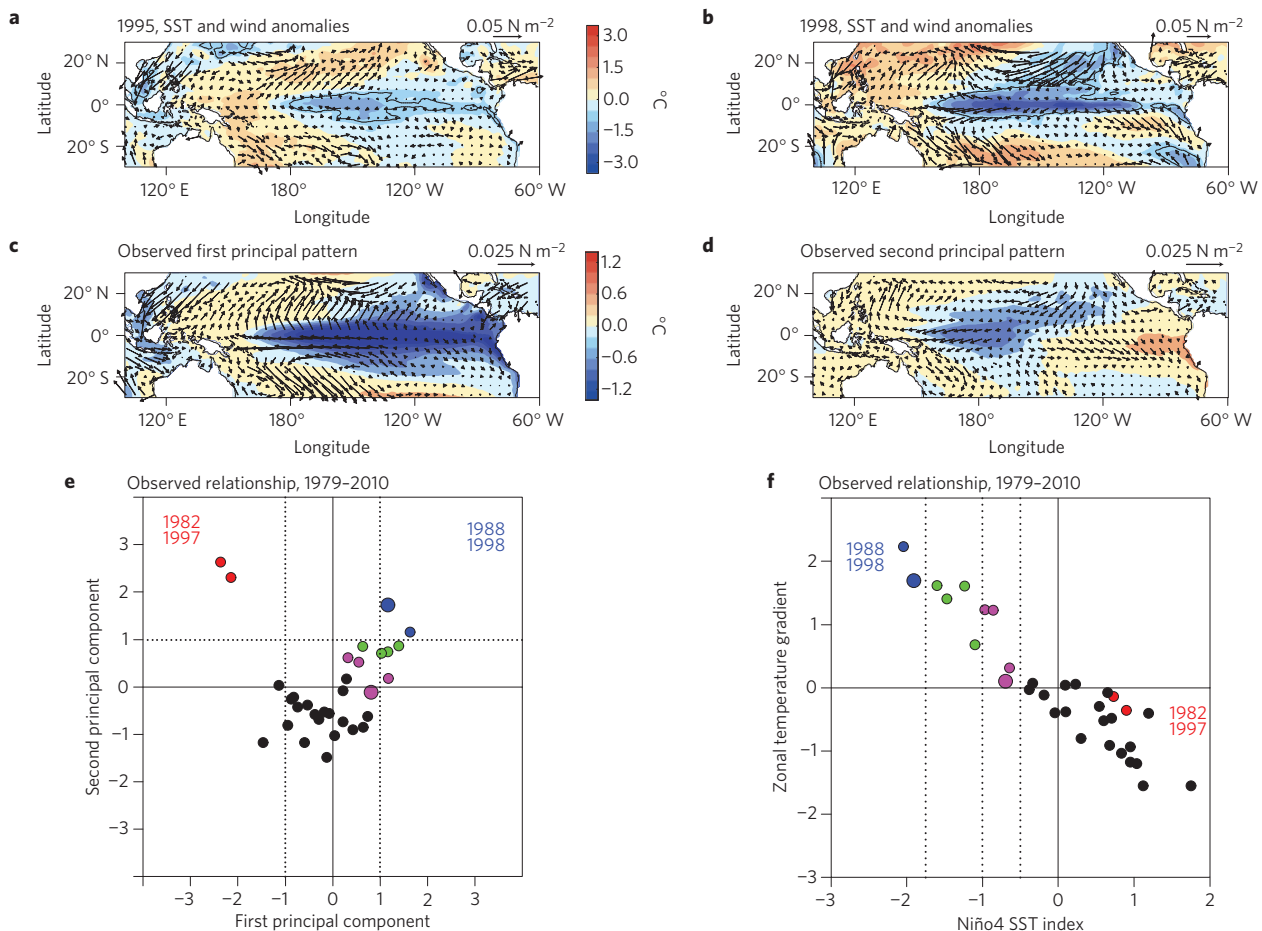 a
1995, SST and wind anomalies
0.05 N m−2
20° N
0°
20° S
Latitude
120° E
180°
120° W
60° W
Longitude
3.0
1.5
0.0
−1.5
−3.0
°C
b
1998, SST and wind anomalies
0.05 N m−2
20° N
0°
20° S
Latitude
120° E
180°
120° W
60° W
Longitude
c
Observed first principal pattern
0.025 N m−2
20° N
0°
20° S
Latitude
120° E
180°
120° W
60° W
Longitude
1.2
0.6
0.0
−0.6
−1.2
°C
d
Observed second principal pattern
0.025 N m−2
20° N
0°
20° S
Latitude
120° E
180°
120° W
60° W
Longitude
e
Observed relationship, 1979–2010
1982
1997
1988
1998
3
2
1
0
−1
−2
−3
Second principal component
−3
−2
−1
0
1
2
3
First principal component
f
Observed relationship, 1979–2010
1988
1998
1982
1997
2
1
0
−1
−2
−3
Zonal temperature gradient
−3
−2
−1
0
1
2
Niño4 SST index